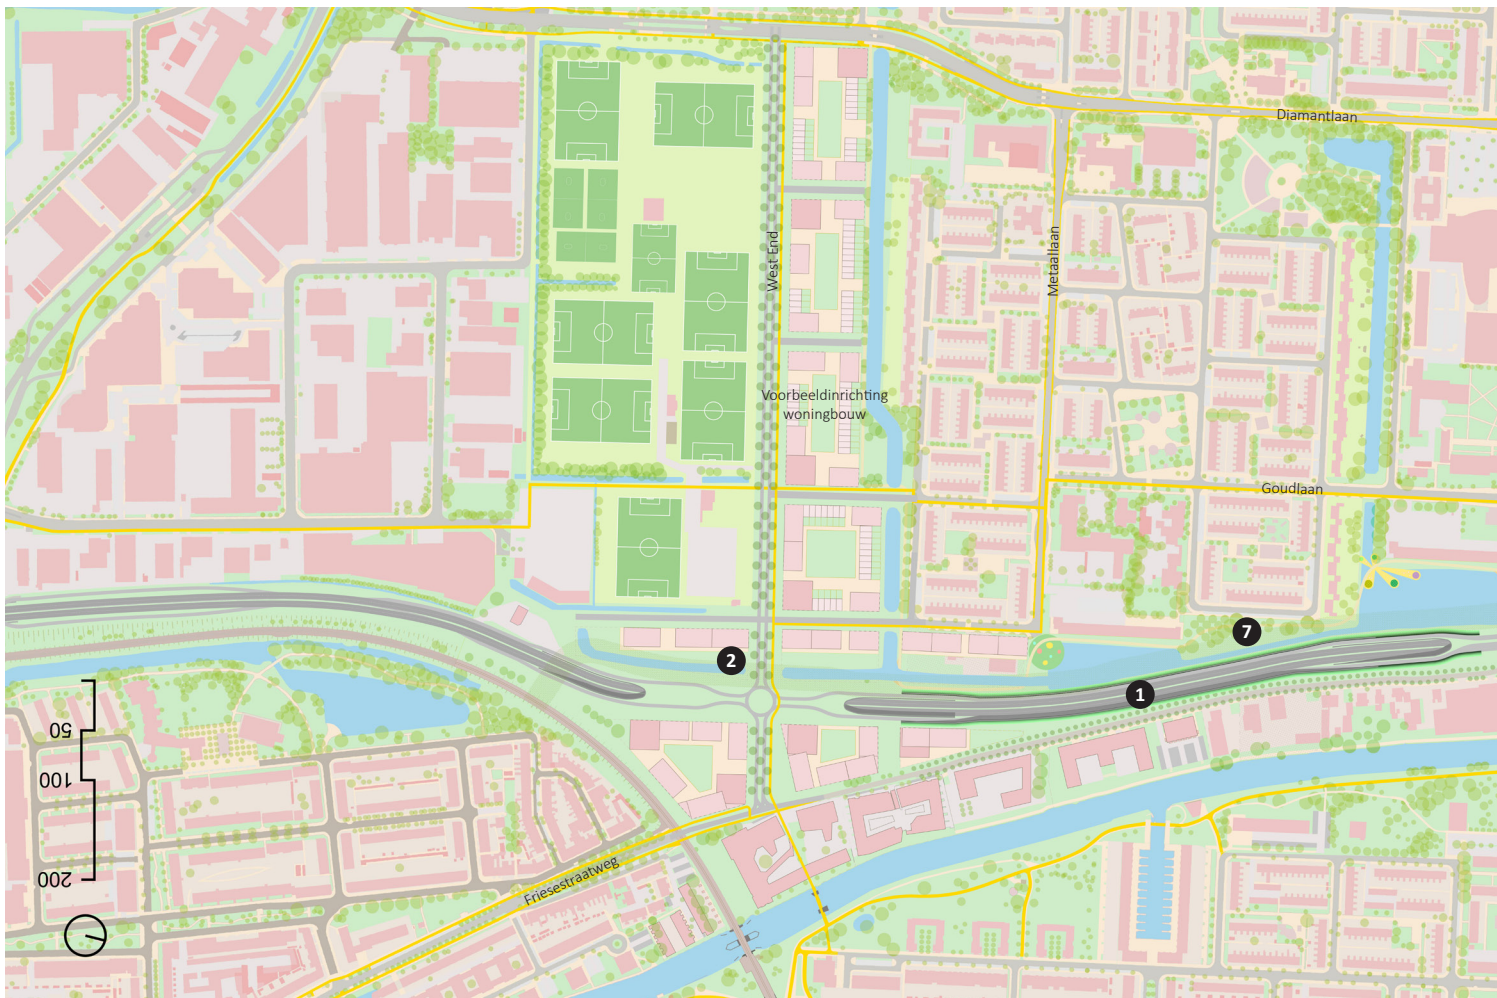 Diamantlaan
West End
Metaallaan
Voorbeeldinrichting
woningbouw
Goudlaan
7
2
1
50
100
200
Friesestraatweg